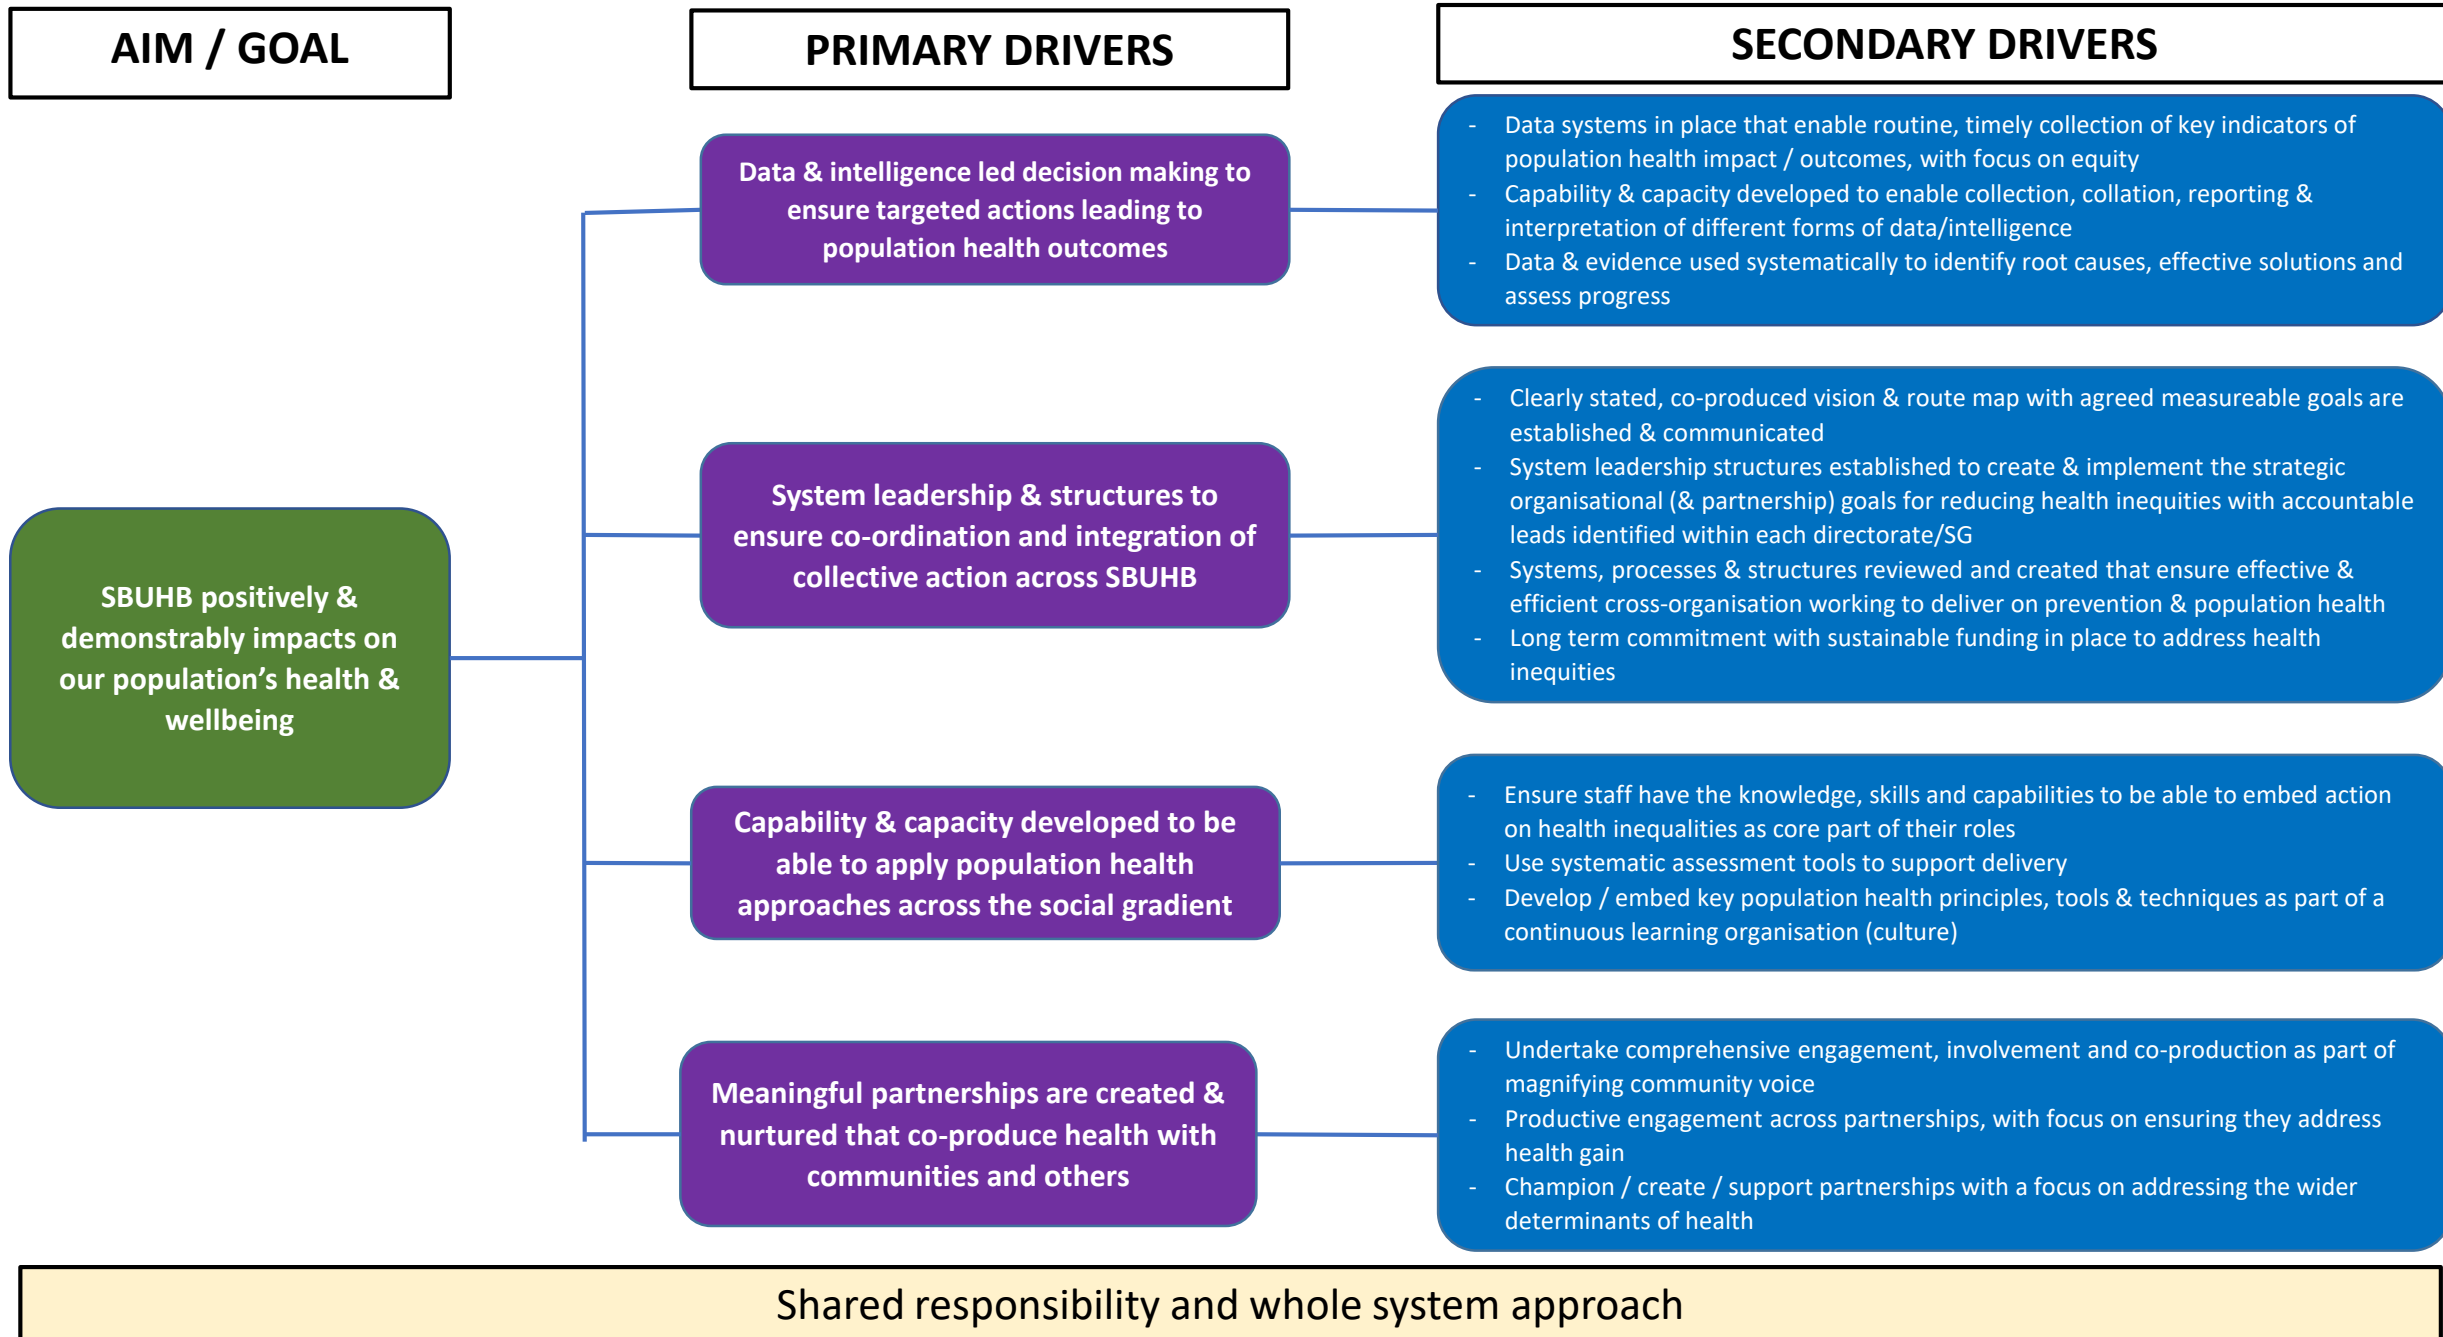 AIM / GOAL
PRIMARY DRIVERS
SECONDARY DRIVERS
SBUHB positively &
demonstrably impacts on
our population’s health &
wellbeing
Data & intelligence led decision making to
ensure targeted actions leading to
population health outcomes
- Data systems in place that enable routine, timely collection of key indicators of
population health impact / outcomes, with focus on equity
- Capability & capacity developed to enable collection, collation, reporting &
interpretation of different forms of data/intelligence
- Data & evidence used systematically to identify root causes, effective solutions and
assess progress
System leadership & structures to
ensure co-ordination and integration of
collective action across SBUHB
- Clearly stated, co-produced vision & route map with agreed measureable goals are
established & communicated
- System leadership structures established to create & implement the strategic
organisational (& partnership) goals for reducing health inequities with accountable
leads identified within each directorate/SG
- Systems, processes & structures reviewed and created that ensure effective &
efficient cross-organisation working to deliver on prevention & population health
- Long term commitment with sustainable funding in place to address health
inequities
Capability & capacity developed to be
able to apply population health
approaches across the social gradient
- Ensure staff have the knowledge, skills and capabilities to be able to embed action
on health inequalities as core part of their roles
- Use systematic assessment tools to support delivery
- Develop / embed key population health principles, tools & techniques as part of a
continuous learning organisation (culture)
Meaningful partnerships are created &
nurtured that co-produce health with
communities and others
- Undertake comprehensive engagement, involvement and co-production as part of
magnifying community voice
- Productive engagement across partnerships, with focus on ensuring they address
health gain
- Champion / create / support partnerships with a focus on addressing the wider
determinants of health
Shared responsibility and whole system approach